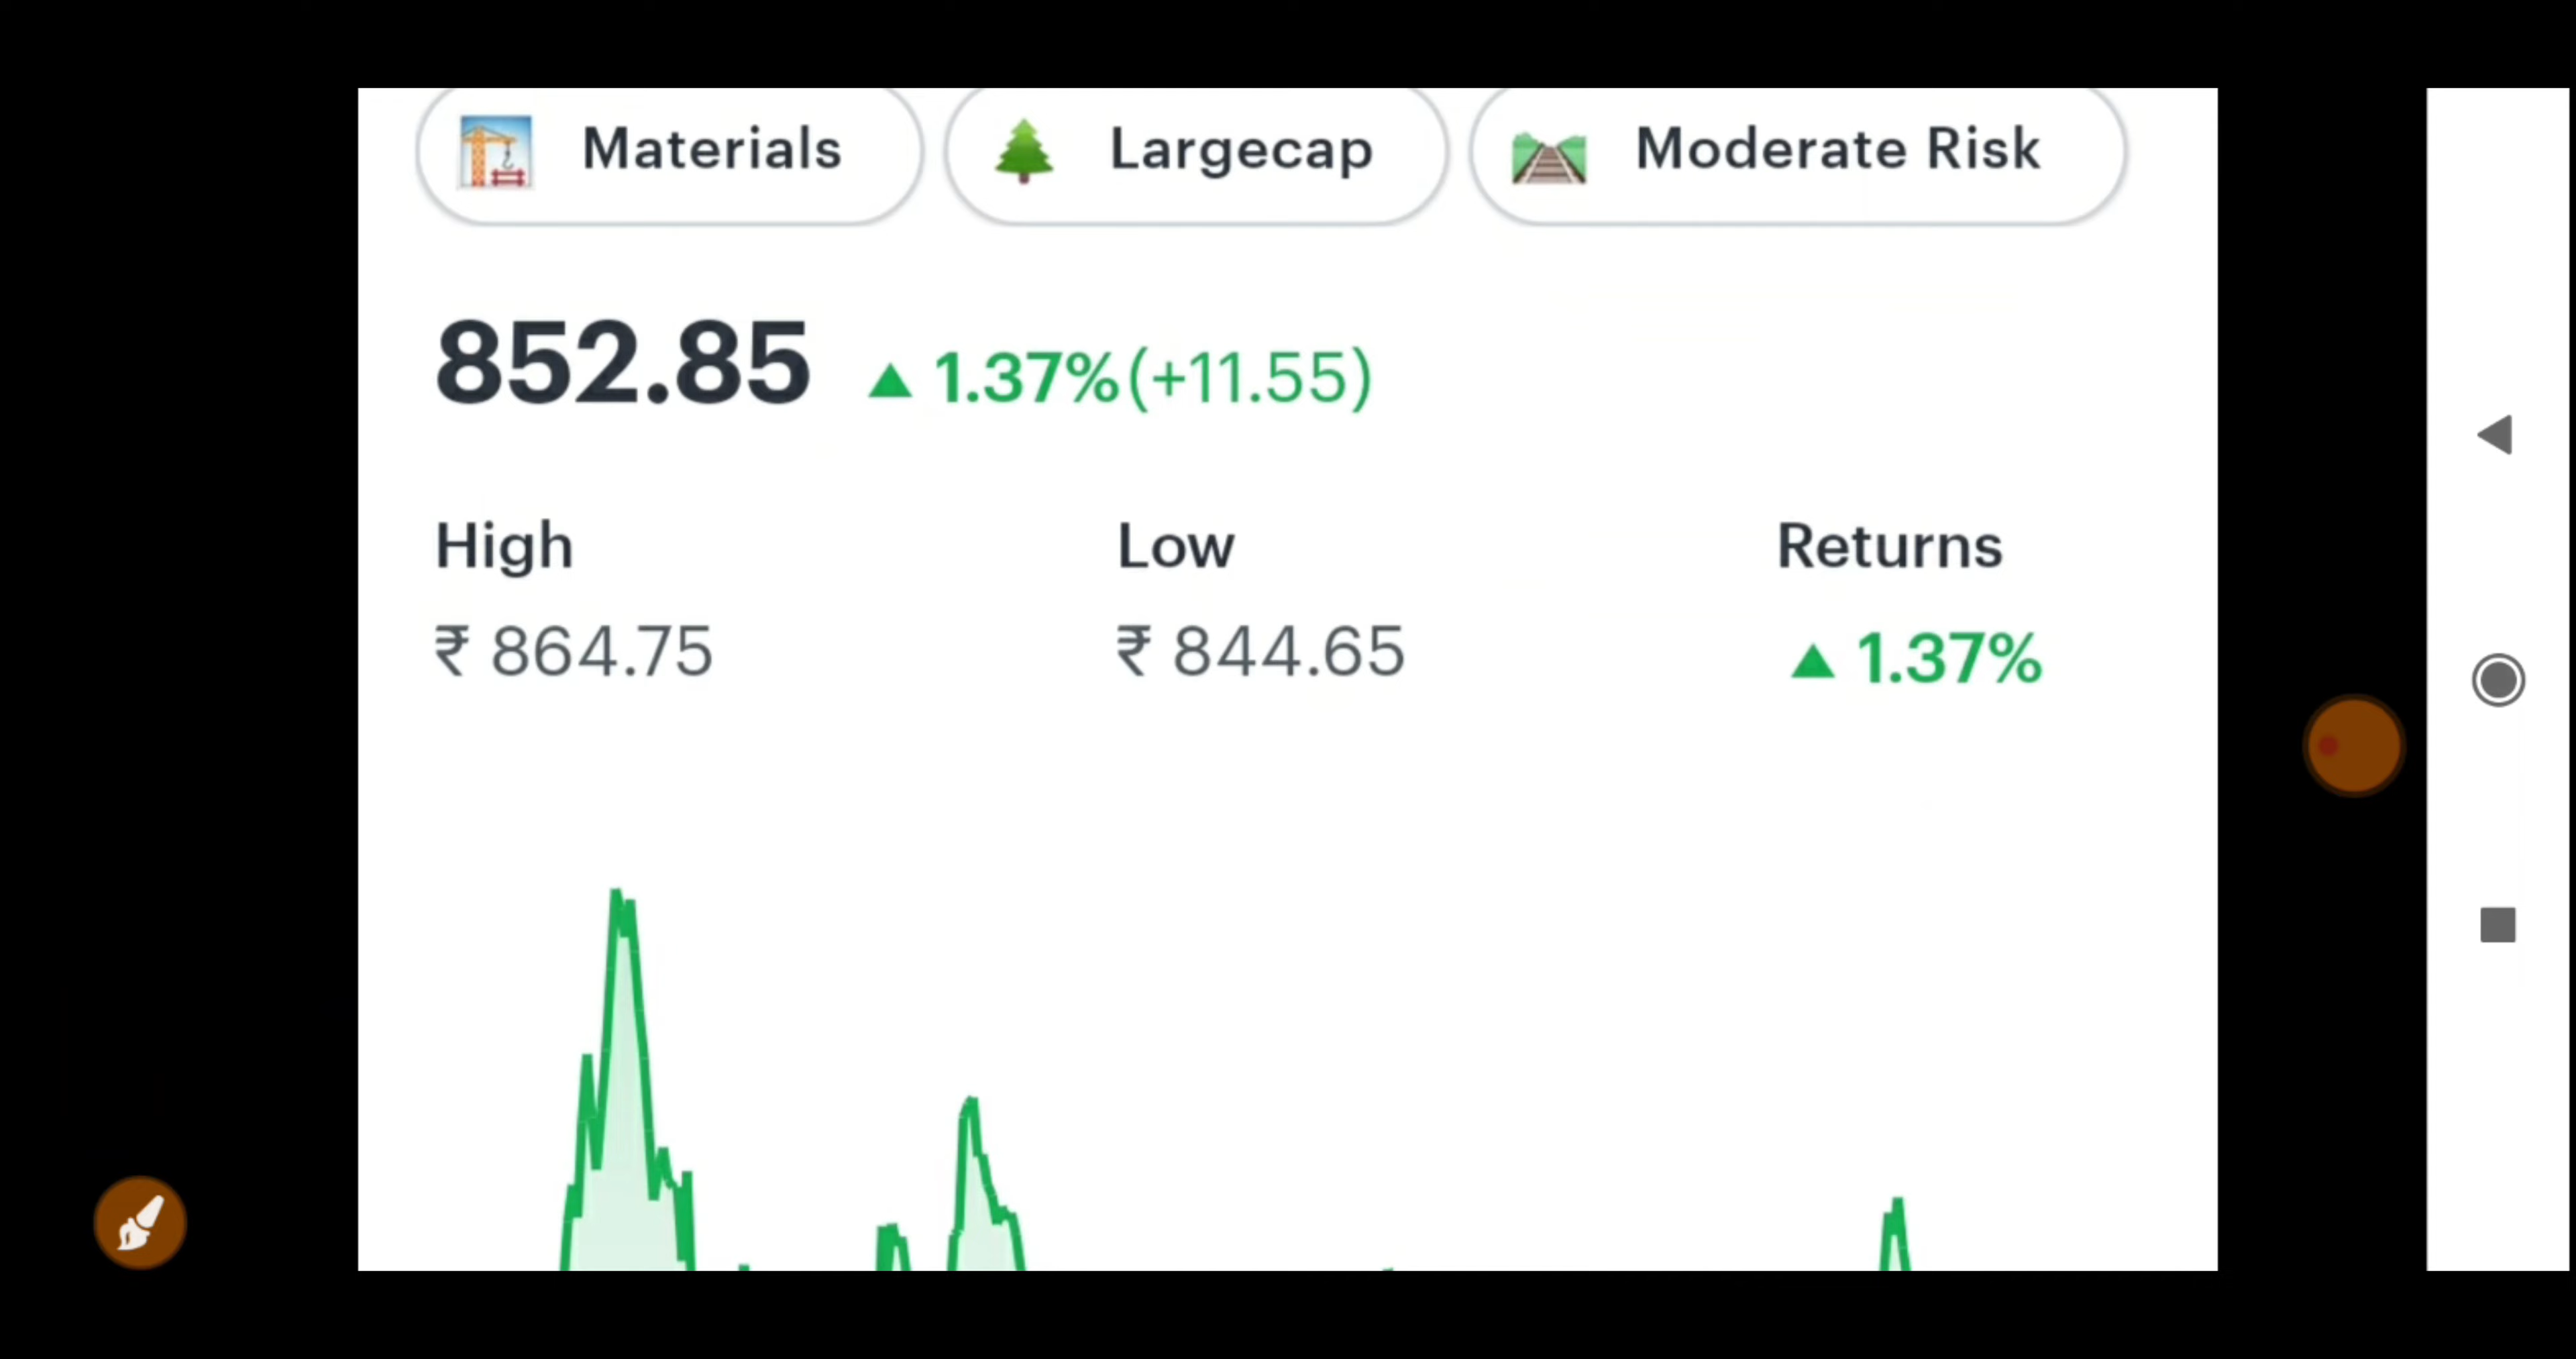 Materials Largecap Moderate Risk
852.85 ▲ 1.37%(+11.55)
High Low Returns
₹ 864.75 ₹ 844.65 ▲ 1.37%